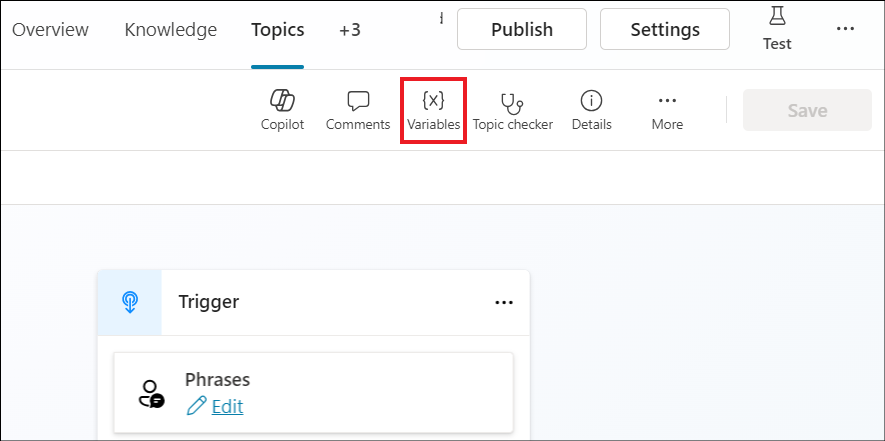 Overview Knowledge Topics +3 Publish Settings Test
Copilot Comments {x} Variables Topic checker Details More Save
Trigger
Phrases
Edit